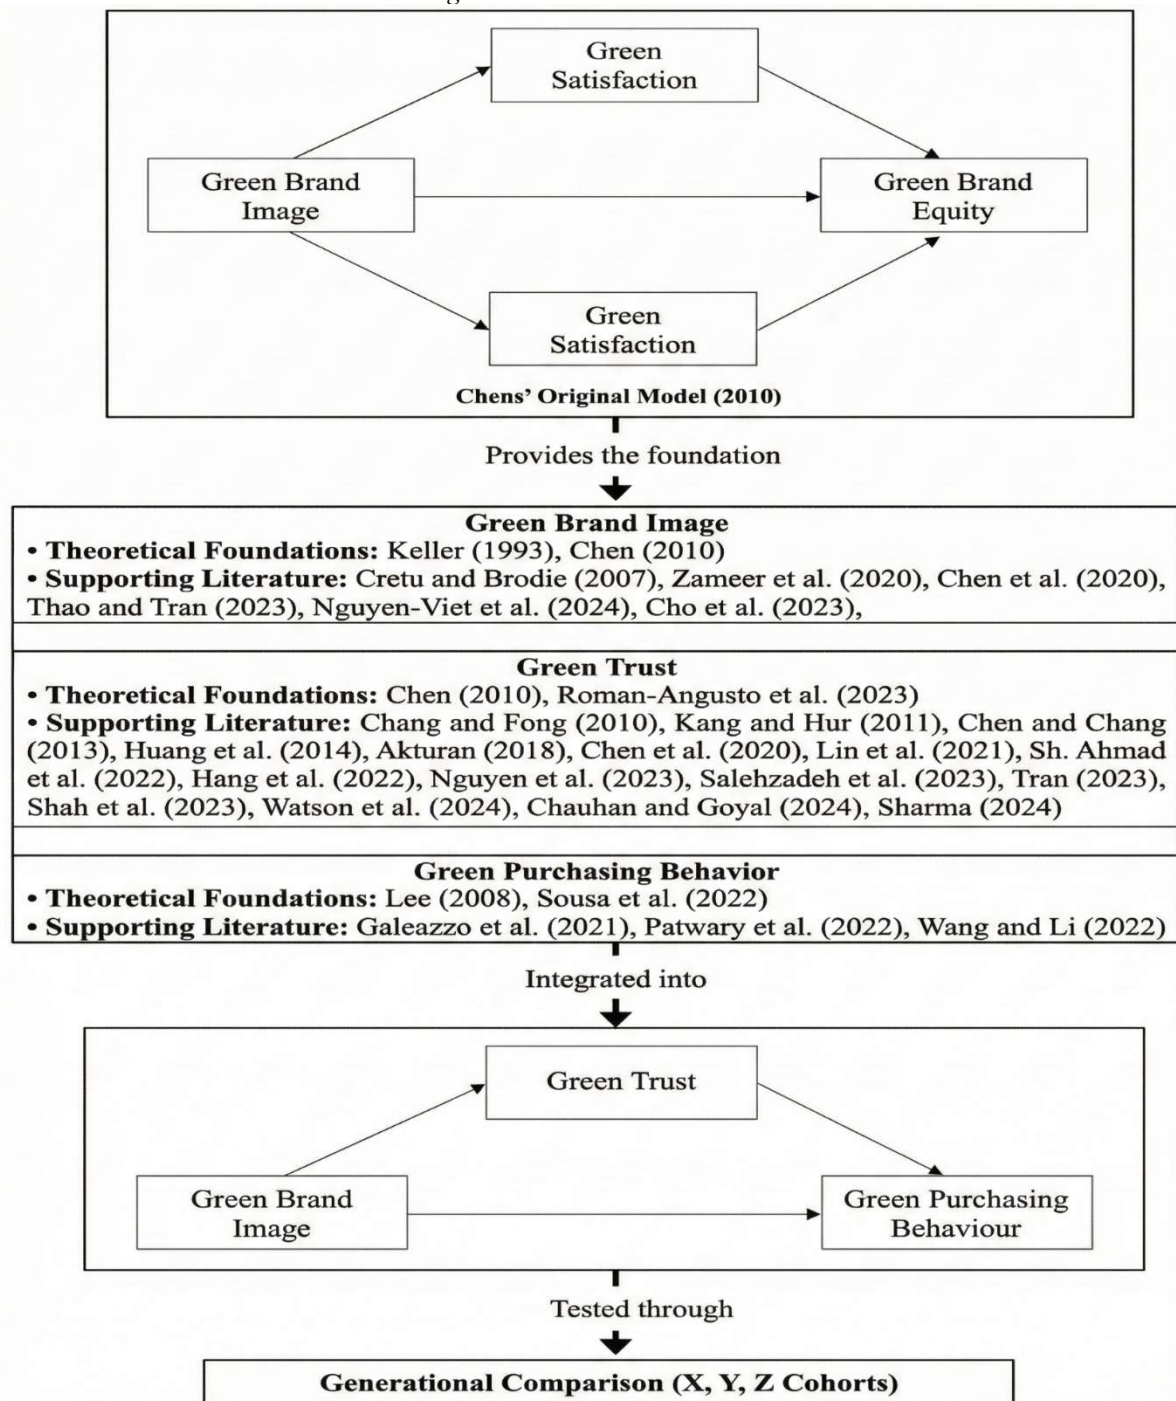 Green
Satisfaction
Green Brand
Image
Green Brand
Equity
Green
Satisfaction
Chens' Original Model (2010)
Provides the foundation
Green Brand Image
• Theoretical Foundations: Keller (1993), Chen (2010)
• Supporting Literature: Cretu and Brodie (2007), Zameer et al. (2020), Chen et al. (2020),
Thao and Tran (2023), Nguyen-Viet et al. (2024), Cho et al. (2023),
Green Trust
• Theoretical Foundations: Chen (2010), Roman-Angusto et al. (2023)
• Supporting Literature: Chang and Fong (2010), Kang and Hur (2011), Chen and Chang
(2013), Huang et al. (2014), Akturan (2018), Chen et al. (2020), Lin et al. (2021), Sh. Ahmad
et al. (2022), Hang et al. (2022), Nguyen et al. (2023), Salehzadeh et al. (2023), Tran (2023),
Shah et al. (2023), Watson et al. (2024), Chauhan and Goyal (2024), Sharma (2024)
Green Purchasing Behavior
• Theoretical Foundations: Lee (2008), Sousa et al. (2022)
• Supporting Literature: Galeazzo et al. (2021), Patwary et al. (2022), Wang and Li (2022)
Integrated into
Green Trust
Green Brand
Image
Green Purchasing
Behaviour
Tested through
Generational Comparison (X, Y, Z Cohorts)